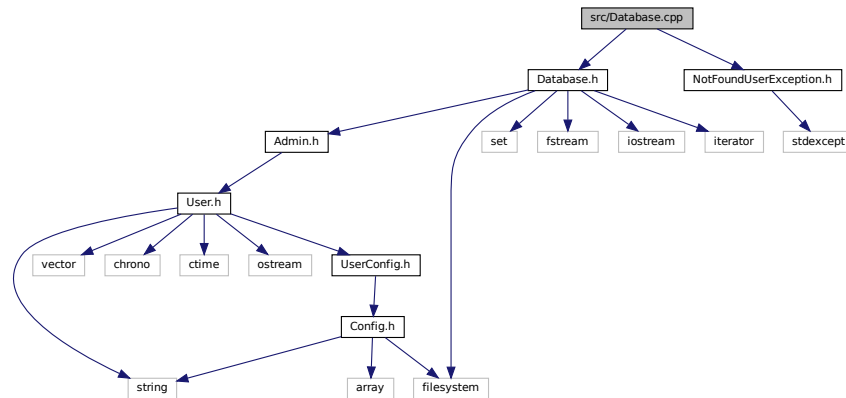 src/Database.cpp
Database.h
NotFoundUserException.h
Admin.h
set
fstream
iostream
iterator
stdexcept
User.h
vector
chrono
ctime
ostream
UserConfig.h
Config.h
string
array
filesystem